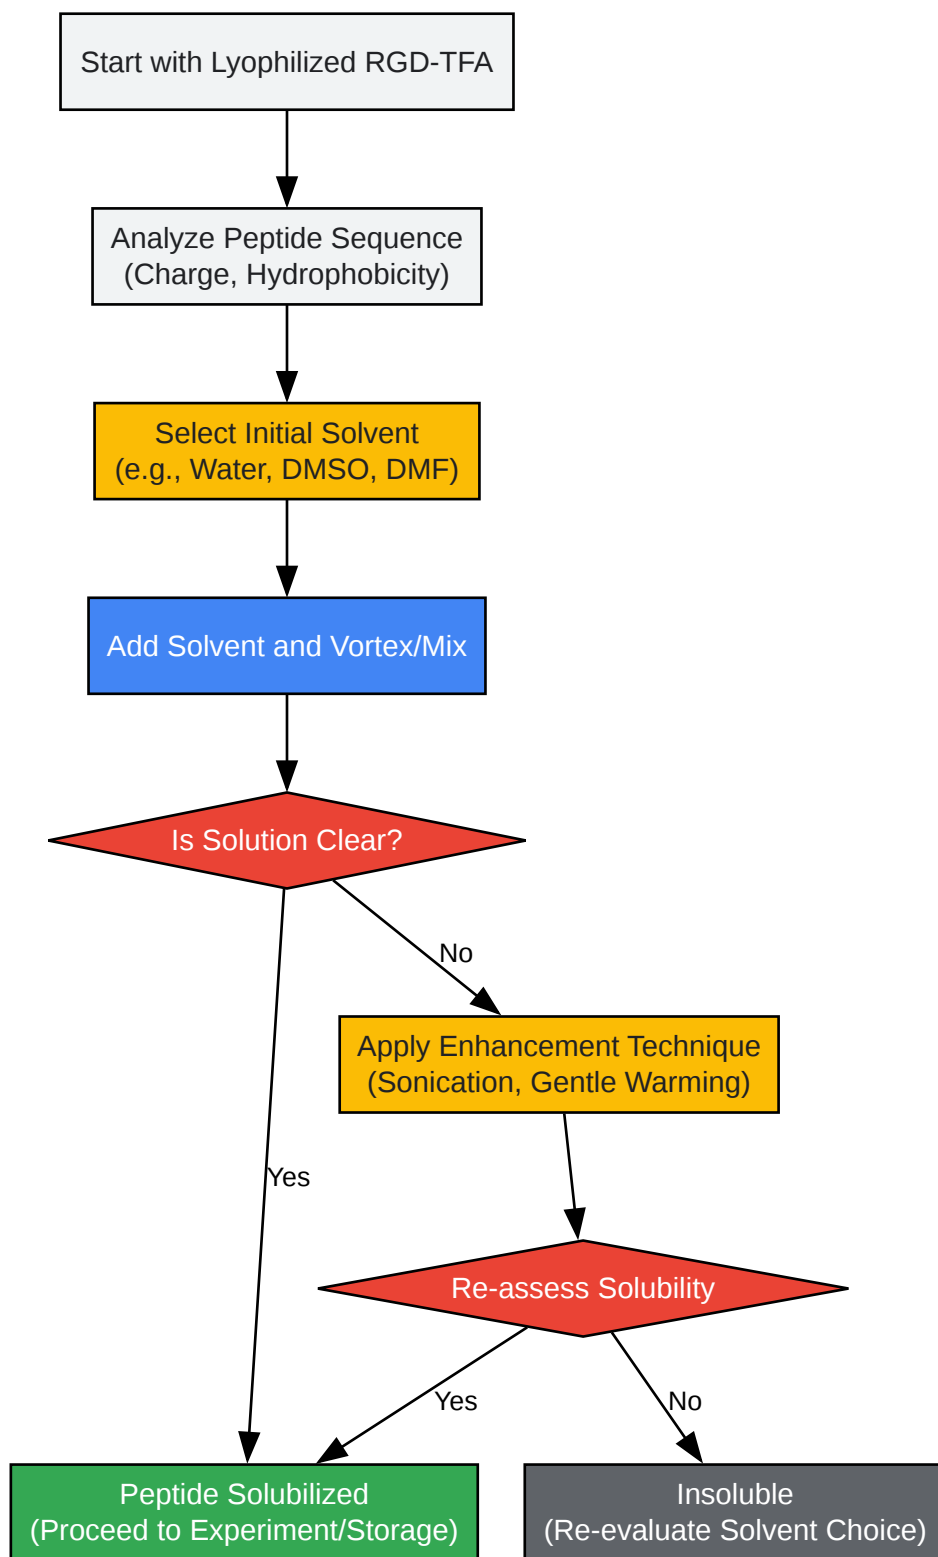 Start with Lyophilized RGD-TFA
Analyze Peptide Sequence
(Charge, Hydrophobicity)
Select Initial Solvent
(e.g., Water, DMSO, DMF)
Add Solvent and Vortex/Mix
Is Solution Clear?
No
Apply Enhancement Technique
(Sonication, Gentle Warming)
Yes
Re-assess Solubility
Yes
No
Peptide Solubilized
(Proceed to Experiment/Storage)
Insoluble
(Re-evaluate Solvent Choice)